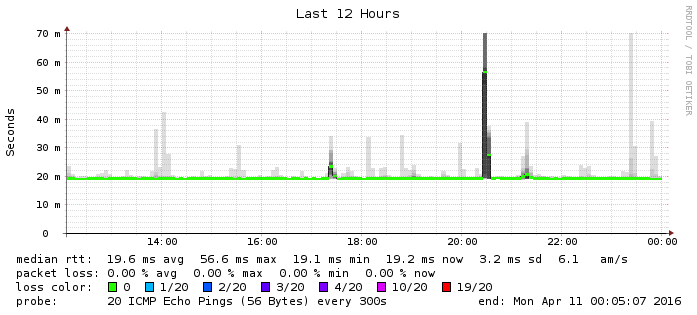 Last 12 Hours
RRDTOOL / TOBI OETIKER
Seconds
70 m
60 m
50 m
40 m
30 m
20 m
10 m
0
14:00 16:00 18:00 20:00 22:00 00:00
median rtt: 19.6 ms avg 56.6 ms max 19.1 ms min 19.2 ms now 3.2 ms sd 6.1 am/s
packet loss: 0.00 % avg 0.00 % max 0.00 % min 0.00 % now
loss color: 0 1/20 2/20 3/20 4/20 10/20 19/20
probe: 20 ICMP Echo Pings (56 Bytes) every 300s end: Mon Apr 11 00:05:07 2016